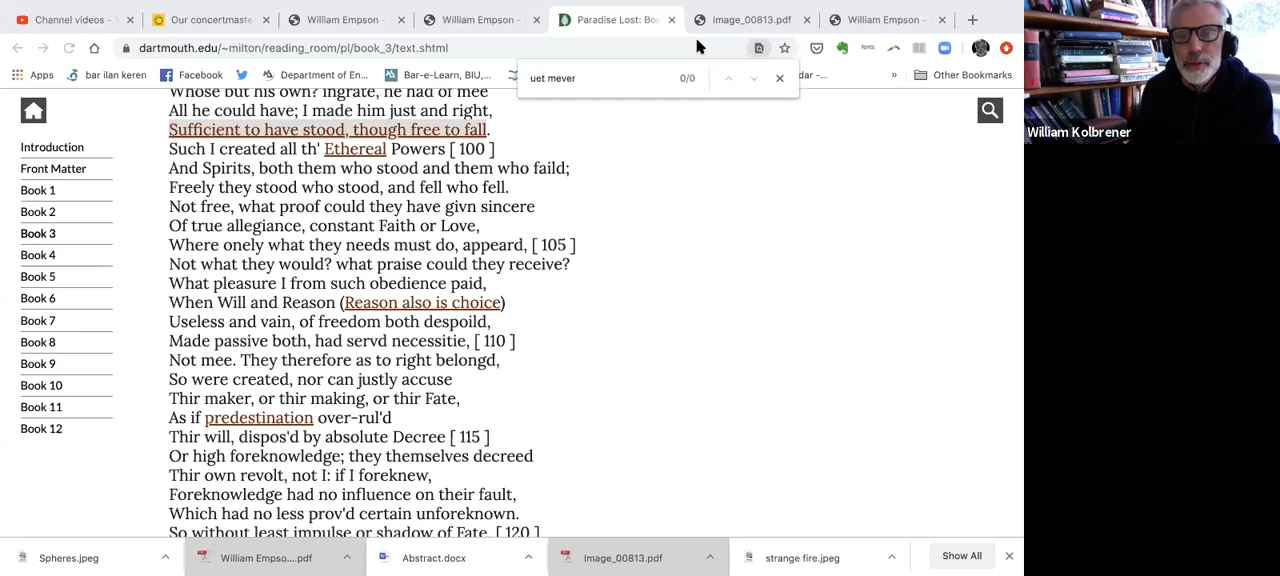 Channel videos - Y
Our concertmaste
William Empson -
William Empson -
Paradise Lost: Boo
Image_00813.pdf
William Empson -
dartmouth.edu/~milton/reading_room/pl/book_3/text.shtml
fonts
Apps
bar ilan keren
Facebook
Department of En...
Bar-e-Learn, BIU,...
dar -...
»
Other Bookmarks
uet mever
0/0
William Kolbrener
Introduction
Front Matter
Book 1
Book 2
Book 3
Book 4
Book 5
Book 6
Book 7
Book 8
Book 9
Book 10
Book 11
Book 12
Whose but his own? ingrate, he had of mee
All he could have; I made him just and right,
Sufficient to have stood, though free to fall.
Such I created all th' Ethereal Powers [ 100 ]
And Spirits, both them who stood and them who faild;
Freely they stood who stood, and fell who fell.
Not free, what proof could they have givn sincere
Of true allegiance, constant Faith or Love,
Where onely what they needs must do, appeard, [ 105 ]
Not what they would? what praise could they receive?
What pleasure I from such obedience paid,
When Will and Reason (Reason also is choice)
Useless and vain, of freedom both despoild,
Made passive both, had servd necessitie, [ 110 ]
Not mee. They therefore as to right belongd,
So were created, nor can justly accuse
Thir maker, or thir making, or thir Fate,
As if predestination over-rul'd
Thir will, dispos'd by absolute Decree [ 115 ]
Or high foreknowledge; they themselves decreed
Thir own revolt, not I: if I foreknew,
Foreknowledge had no influence on their fault,
Which had no less prov'd certain unforeknown.
So without least impulse or shadow of Fate, [ 120 ]
Spheres.jpeg
William Empso....pdf
Abstract.docx
Image_00813.pdf
strange fire.jpeg
Show All